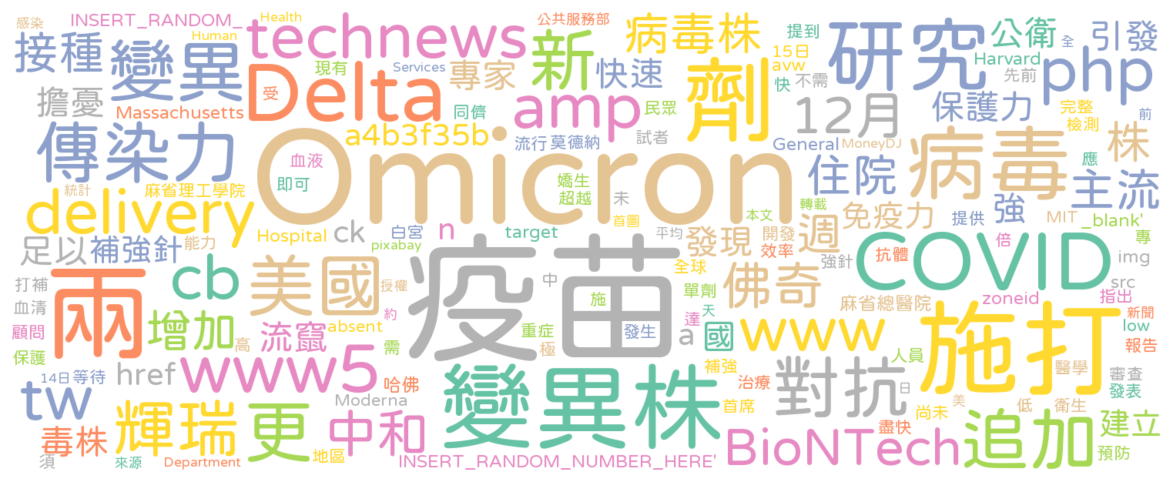 感染
INSERT_RANDOM_
Health
Human
公共服務部
technews
接種
變異
現有
Services
受
Delta
擔憂
Massachusetts
專家
同儕
新
快速
病毒株
提到
15日
avw
快
不需
研究
公衛
Harvard
先前
全
引發
php
完整
檢測
前
保護力
12月
民眾
amp
劑
流行
莫德納
試者
General
MoneyDJ
應
傳染力
a4b3f35b
血液
即可
Omicron
住院
病毒
株
主流
統計
麻省理工學院
delivery
Hospital
能力
白宮
pixabay
ck
n
target
嬌生
超越
未
首圖
平均
本文
轉載
開發
效率
發現
週
免疫力
強
提供
MIT
_blank'
專
倍
抗體
足以
補強針
cb
美國
疫苗
中
施
全球
單劑
天
達
佛奇
強針
麻省總醫院
COVID
img
src
zoneid
指出
low
新聞
報告
打補
血清
顧問
保護
兩
增加
流竄
高
absent
授權
約
需
重症
極
發生
a
國
www
人員
施打
醫學
審查
發表
14日
等待
href
www5
哈佛
Moderna
變異株
補強
治療
首席
對抗
日
尚未
盡快
美
低
衛生
tw
毒株
須
來源
輝瑞
Department
更
地區
中和
INSERT_RANDOM_NUMBER_HERE'
BioNTech
追加
建立
預防